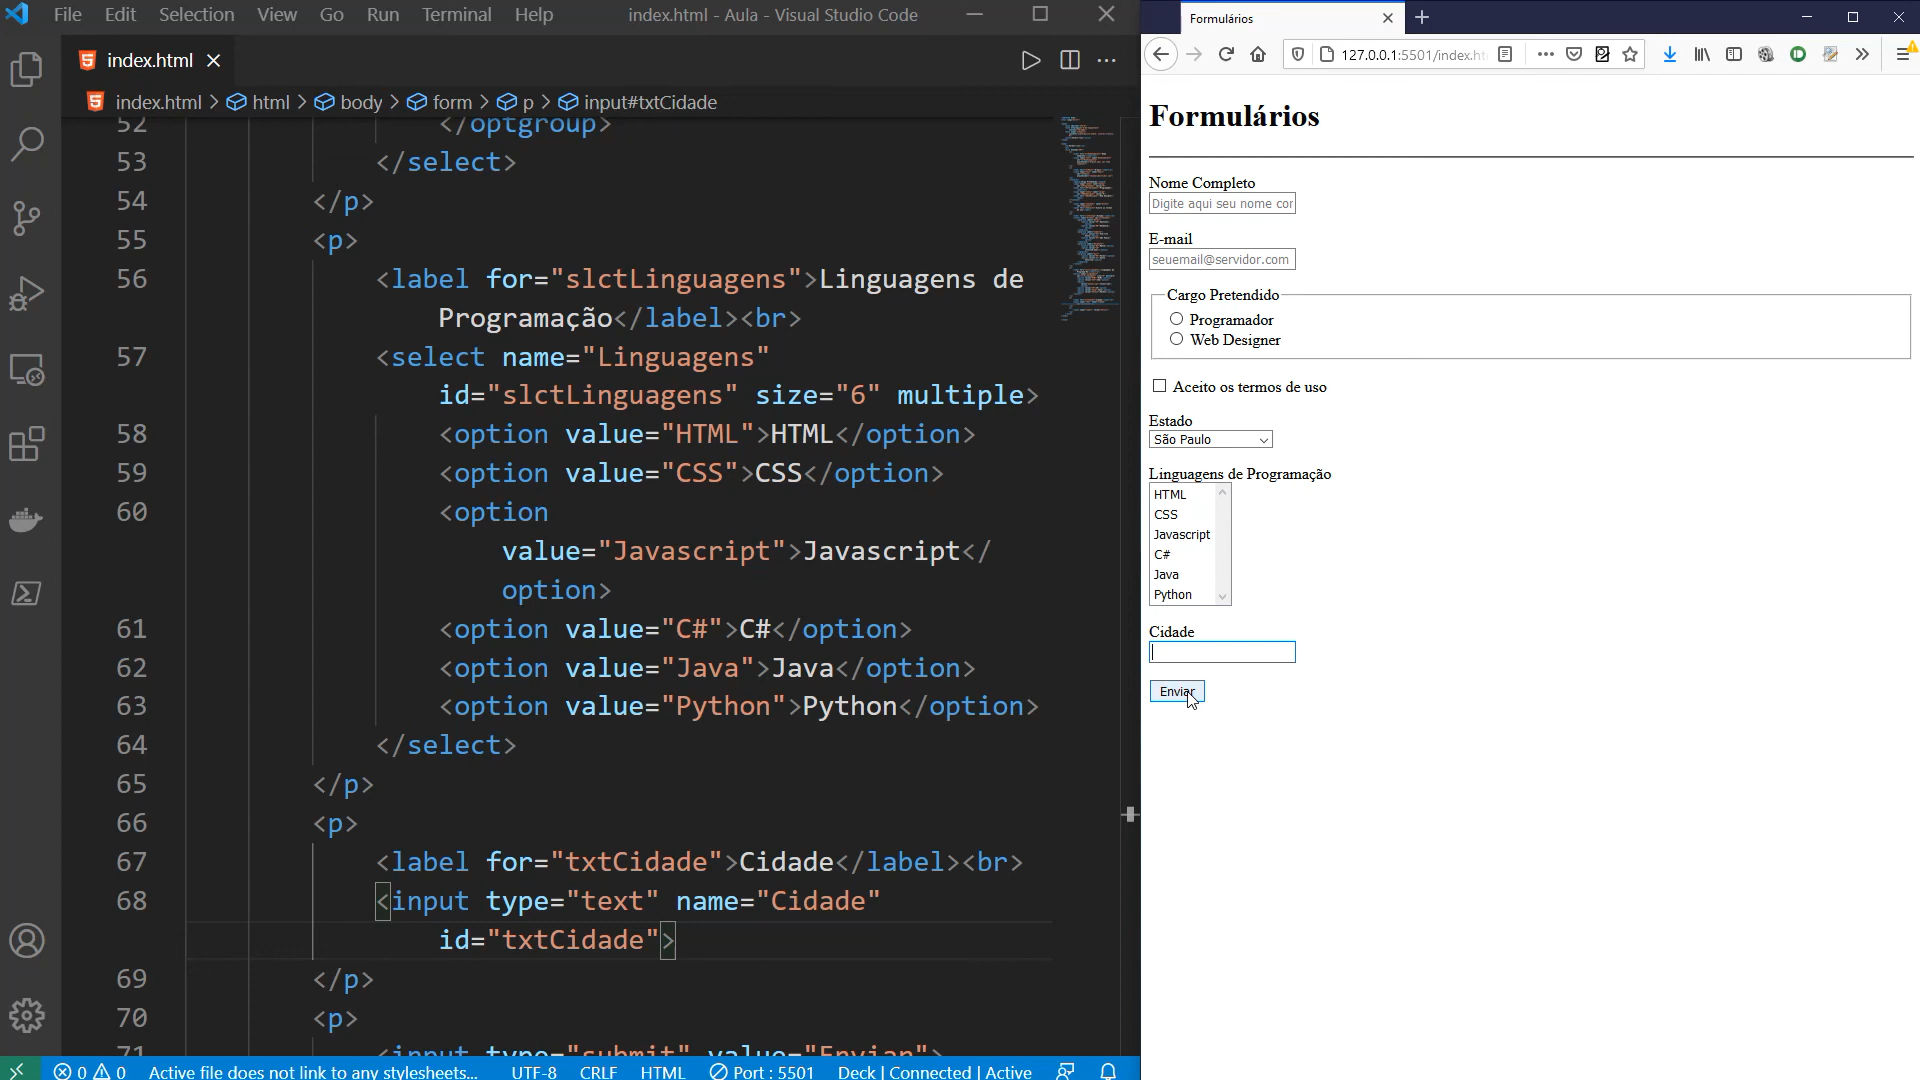 File Edit Selection View Go Run Terminal Help index.html - Aula - Visual Studio Code
index.html
index.html > html > body > form > p > input#txtCidade
52 </optgroup>
53 </select>
54 </p>
55 <p>
56 <label for="slctLinguagens">Linguagens de
Programação</label><br>
57 <select name="Linguagens"
id="slctLinguagens" size="6" multiple>
58 <option value="HTML">HTML</option>
59 <option value="CSS">CSS</option>
60 <option
value="Javascript">Javascript</
option>
61 <option value="C#">C#</option>
62 <option value="Java">Java</option>
63 <option value="Python">Python</option>
64 </select>
65 </p>
66 <p>
67 <label for="txtCidade">Cidade</label><br>
68 <input type="text" name="Cidade"
id="txtCidade">
69 </p>
70 <p>
71 <input type="submit" value="Enviar">
0 0 Active file does not link to any stylesheets... UTF-8 CRLF HTML Port : 5501 Deck | Connected | Active
Formulários
127.0.0.1:5501/index.ht
Formulários
Nome Completo
Digite aqui seu nome cor
E-mail
seuemail@servidor.com
Cargo Pretendido
Programador
Web Designer
Aceito os termos de uso
Estado
São Paulo
Linguagens de Programação
HTML
CSS
Javascript
C#
Java
Python
Cidade
Enviar